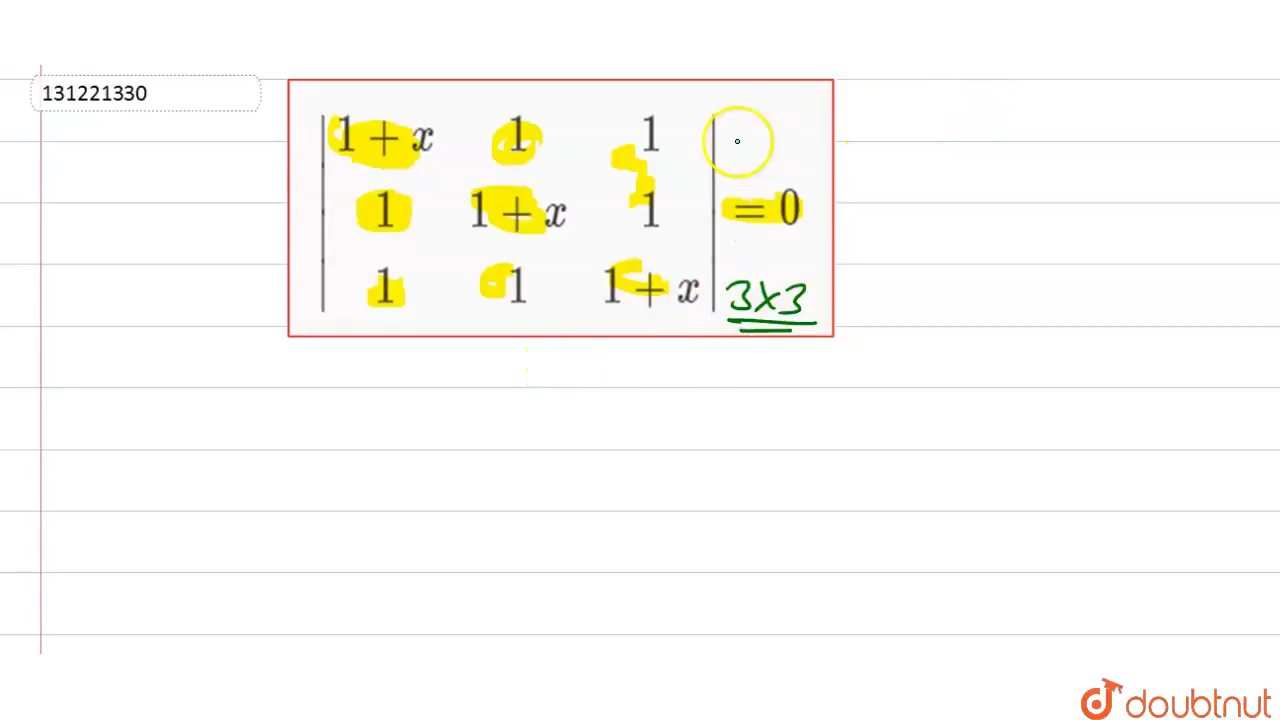 131221330
1 + x 1 1
1 1 + x 1 = 0
1 1 1 + x 3x3
doubtnut